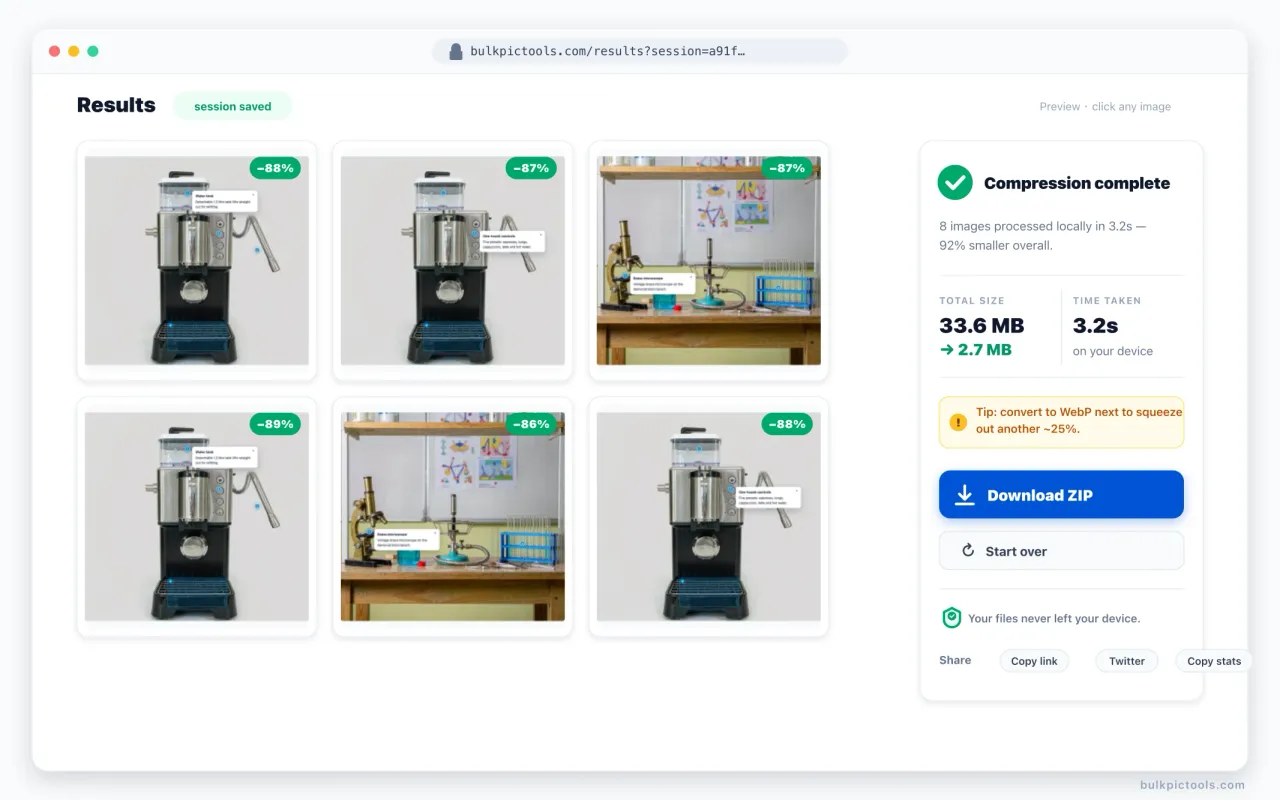 bulkpictools.com/results?session=a91f…
Results
session saved
Preview · click any image
−88%
−87%
−87%
−89%
−86%
−88%
Compression complete
8 images processed locally in 3.2s —
92% smaller overall.
TOTAL SIZE
33.6 MB
→ 2.7 MB
TIME TAKEN
3.2s
on your device
Tip: convert to WebP next to squeeze
out another ~25%.
Download ZIP
Start over
Your files never left your device.
Share
Copy link
Twitter
Copy stats
bulkpictools.com